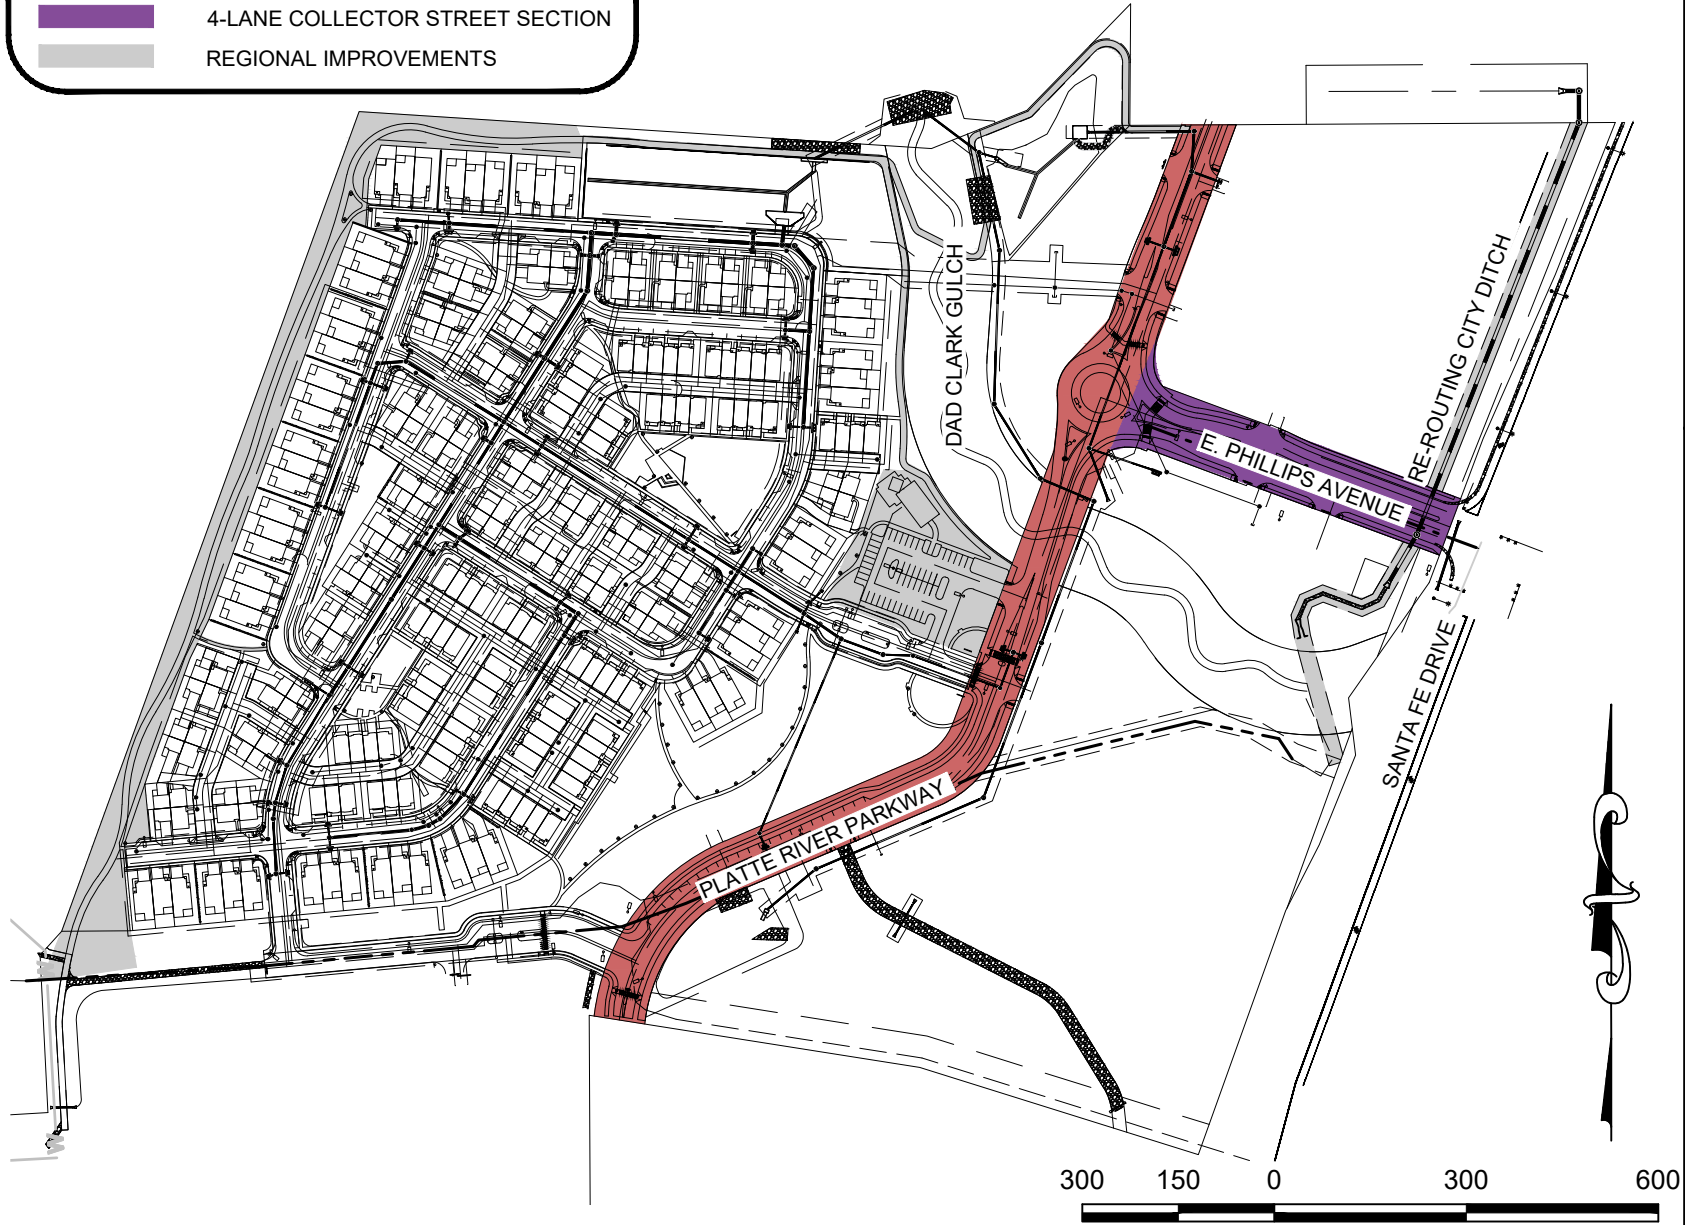 4-LANE COLLECTOR STREET SECTION
REGIONAL IMPROVEMENTS
DAD CLARK GULCH
RE-ROUTING CITY DITCH
E. PHILLIPS AVENUE
SANTA FE DRIVE
PLATTE RIVER PARKWAY
300 150 0 300 600